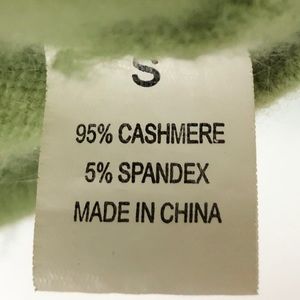 S
95% CASHMERE
5% SPANDEX
MADE IN CHINA